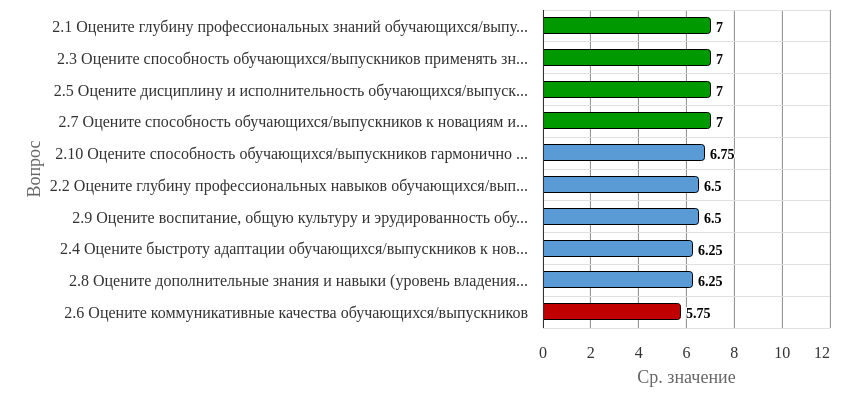 Вопрос
2.1 Оцените глубину профессиональных знаний обучающихся/выпу... 7
2.3 Оцените способность обучающихся/выпускников применять зн... 7
2.5 Оцените дисциплину и исполнительность обучающихся/выпуск... 7
2.7 Оцените способность обучающихся/выпускников к новациям и... 7
2.10 Оцените способность обучающихся/выпускников гармонично ... 6.75
2.2 Оцените глубину профессиональных навыков обучающихся/вып... 6.5
2.9 Оцените воспитание, общую культуру и эрудированность обу... 6.5
2.4 Оцените быстроту адаптации обучающихся/выпускников к нов... 6.25
2.8 Оцените дополнительные знания и навыки (уровень владения... 6.25
2.6 Оцените коммуникативные качества обучающихся/выпускников 5.75
0 2 4 6 8 10 12
Ср. значение